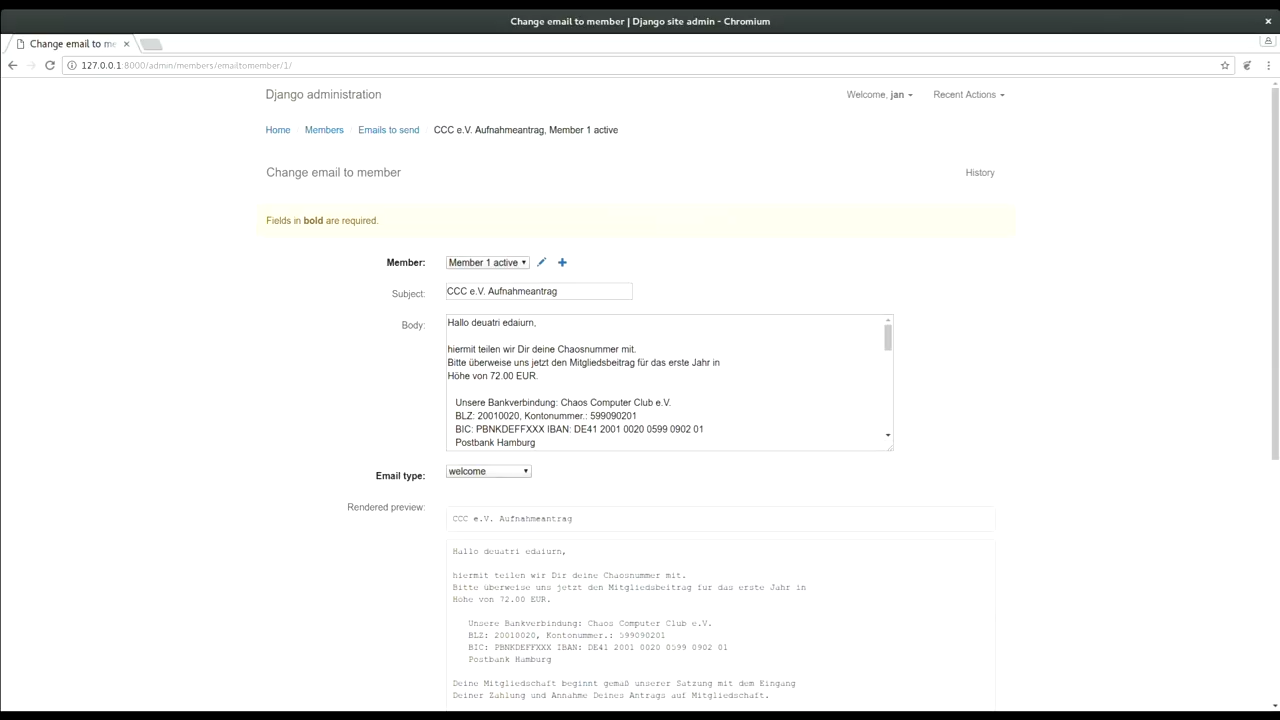 Change email to member | Django site admin - Chromium
Change email to me
127.0.0.1:8000/admin/members/emailtomember/1/
Django administration
Welcome, jan
Recent Actions
Home Members Emails to send CCC e.V. Aufnahmeantrag, Member 1 active
Change email to member
History
Fields in bold are required.
Member: Member 1 active
Subject: CCC e.V. Aufnahmeantrag
Body:
Hallo deuatri edaiurn,
hiermit teilen wir Dir deine Chaosnummer mit.
Bitte überweise uns jetzt den Mitgliedsbeitrag für das erste Jahr in
Höhe von 72.00 EUR.
Unsere Bankverbindung: Chaos Computer Club e.V.
BLZ: 20010020, Kontonummer.: 599090201
BIC: PBNKDEFFXXX IBAN: DE41 2001 0020 0599 0902 01
Postbank Hamburg
Email type: welcome
Rendered preview:
CCC e.V. Aufnahmeantrag
Hallo deuatri edaiurn,
hiermit teilen wir Dir deine Chaosnummer mit.
Bitte überweise uns jetzt den Mitgliedsbeitrag für das erste Jahr in
Höhe von 72.00 EUR.
Unsere Bankverbindung: Chaos Computer Club e.V.
BLZ: 20010020, Kontonummer.: 599090201
BIC: PBNKDEFFXXX IBAN: DE41 2001 0020 0599 0902 01
Postbank Hamburg
Deine Mitgliedschaft beginnt gemäß unserer Satzung mit dem Eingang
Deiner Zahlung und Annahme Deines Antrags auf Mitgliedschaft.